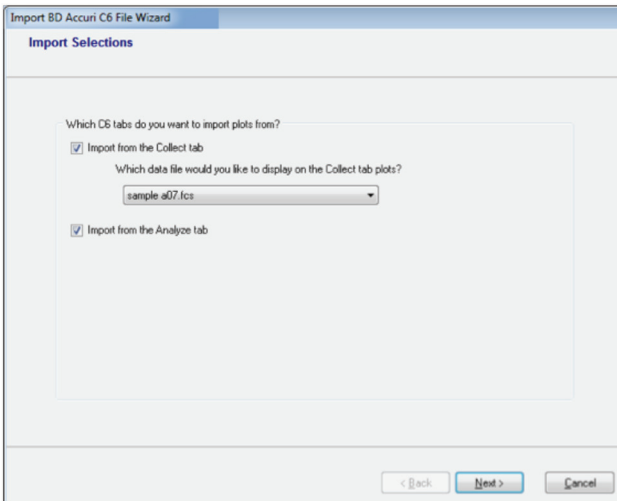 Import BD Accuri C6 File Wizard
Import Selections
Which C6 tabs do you want to import plots from?
Import from the Collect tab
Which data file would you like to display on the Collect tab plots?
sample a07.fcs
Import from the Analyze tab
< Back Next > Cancel